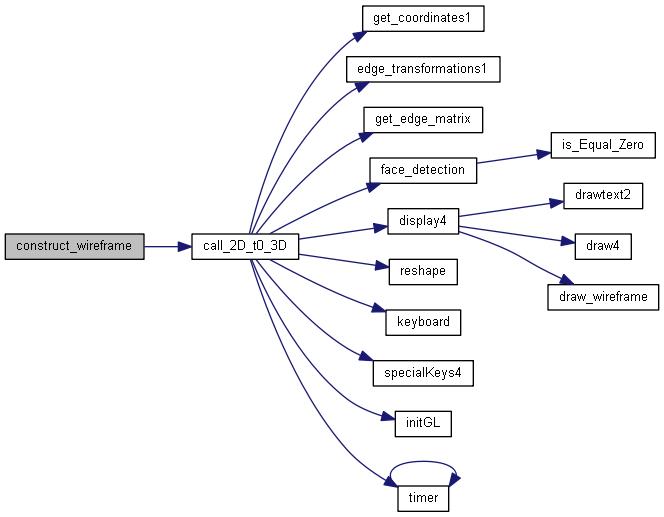 get_coordinates1
edge_transformations1
get_edge_matrix
is_Equal_Zero
face_detection
drawtext2
display4
construct_wireframe
call_2D_t0_3D
draw4
reshape
draw_wireframe
keyboard
specialKeys4
initGL
timer